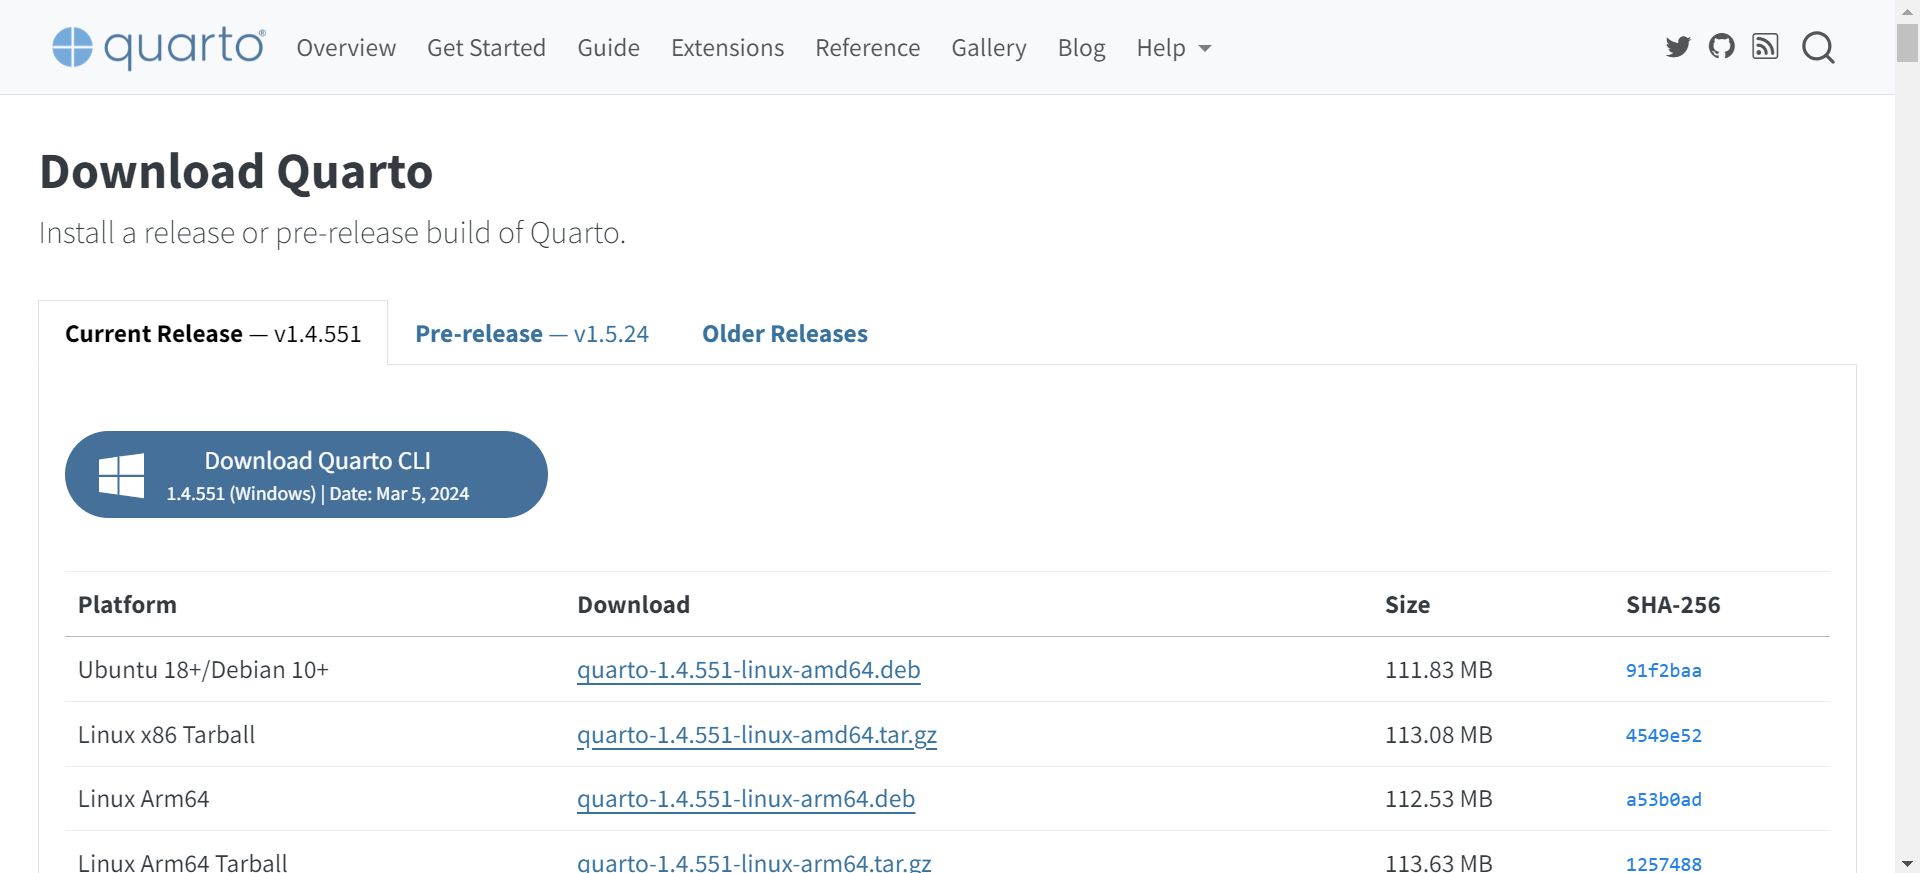 quarto®
Overview
Get Started
Guide
Extensions
Reference
Gallery
Blog
Help
Download Quarto
Install a release or pre-release build of Quarto.
Current Release — v1.4.551
Pre-release — v1.5.24
Older Releases
Download Quarto CLI
1.4.551 (Windows) | Date: Mar 5, 2024
Platform Download Size SHA-256
Ubuntu 18+/Debian 10+ quarto-1.4.551-linux-amd64.deb 111.83 MB 91f2baa
Linux x86 Tarball quarto-1.4.551-linux-amd64.tar.gz 113.08 MB 4549e52
Linux Arm64 quarto-1.4.551-linux-arm64.deb 112.53 MB a53b0ad
Linux Arm64 Tarball quarto-1.4.551-linux-arm64.tar.gz 113.63 MB 1257488